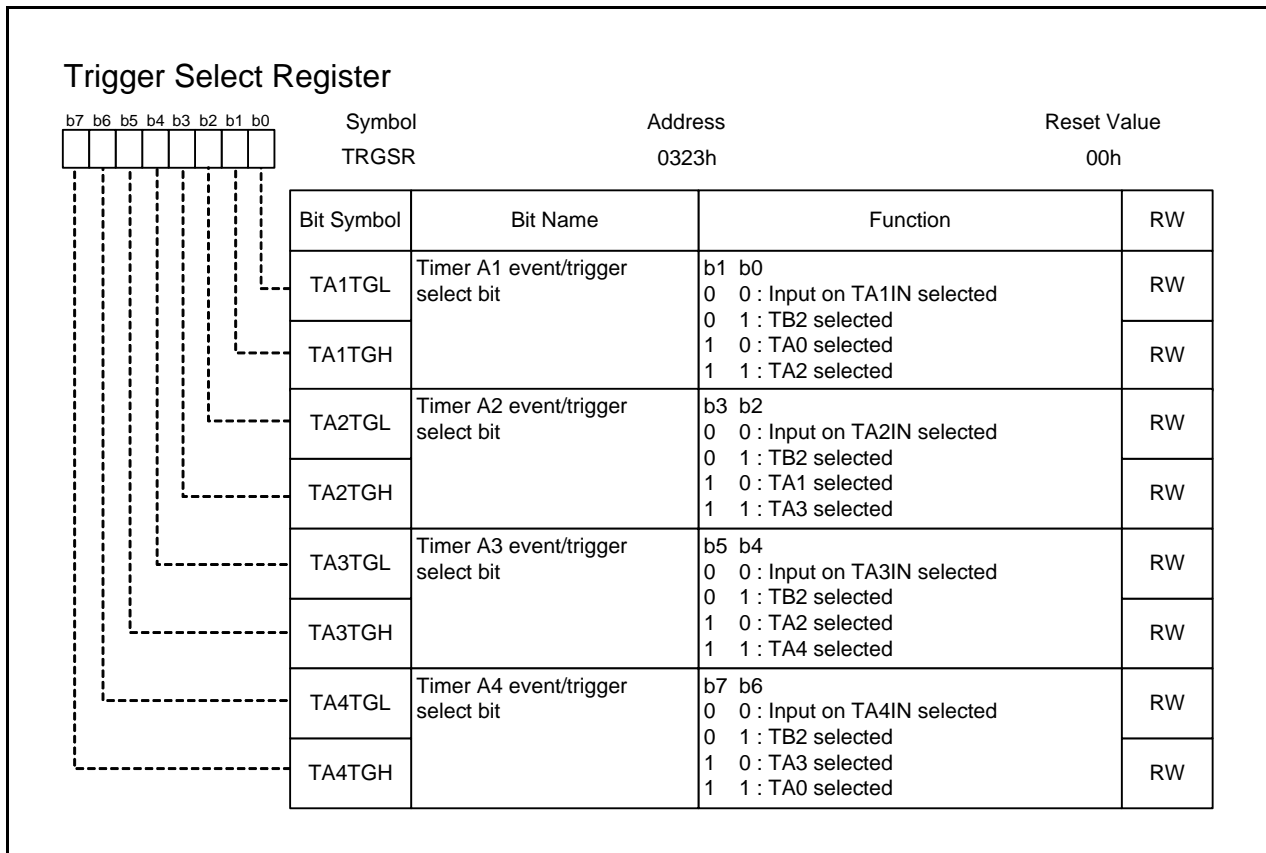 Trigger Select Register
b7 b6 b5 b4 b3 b2 b1 b0
Symbol Address Reset Value
TRGSR 0323h 00h
Bit Symbol Bit Name Function RW
TA1TGL Timer A1 event/trigger select bit b1 b0 RW
0 0 : Input on TA1IN selected
0 1 : TB2 selected
TA1TGH 1 0 : TA0 selected RW
1 1 : TA2 selected
TA2TGL Timer A2 event/trigger select bit b3 b2 RW
0 0 : Input on TA2IN selected
0 1 : TB2 selected
TA2TGH 1 0 : TA1 selected RW
1 1 : TA3 selected
TA3TGL Timer A3 event/trigger select bit b5 b4 RW
0 0 : Input on TA3IN selected
0 1 : TB2 selected
TA3TGH 1 0 : TA2 selected RW
1 1 : TA4 selected
TA4TGL Timer A4 event/trigger select bit b7 b6 RW
0 0 : Input on TA4IN selected
0 1 : TB2 selected
TA4TGH 1 0 : TA3 selected RW
1 1 : TA0 selected